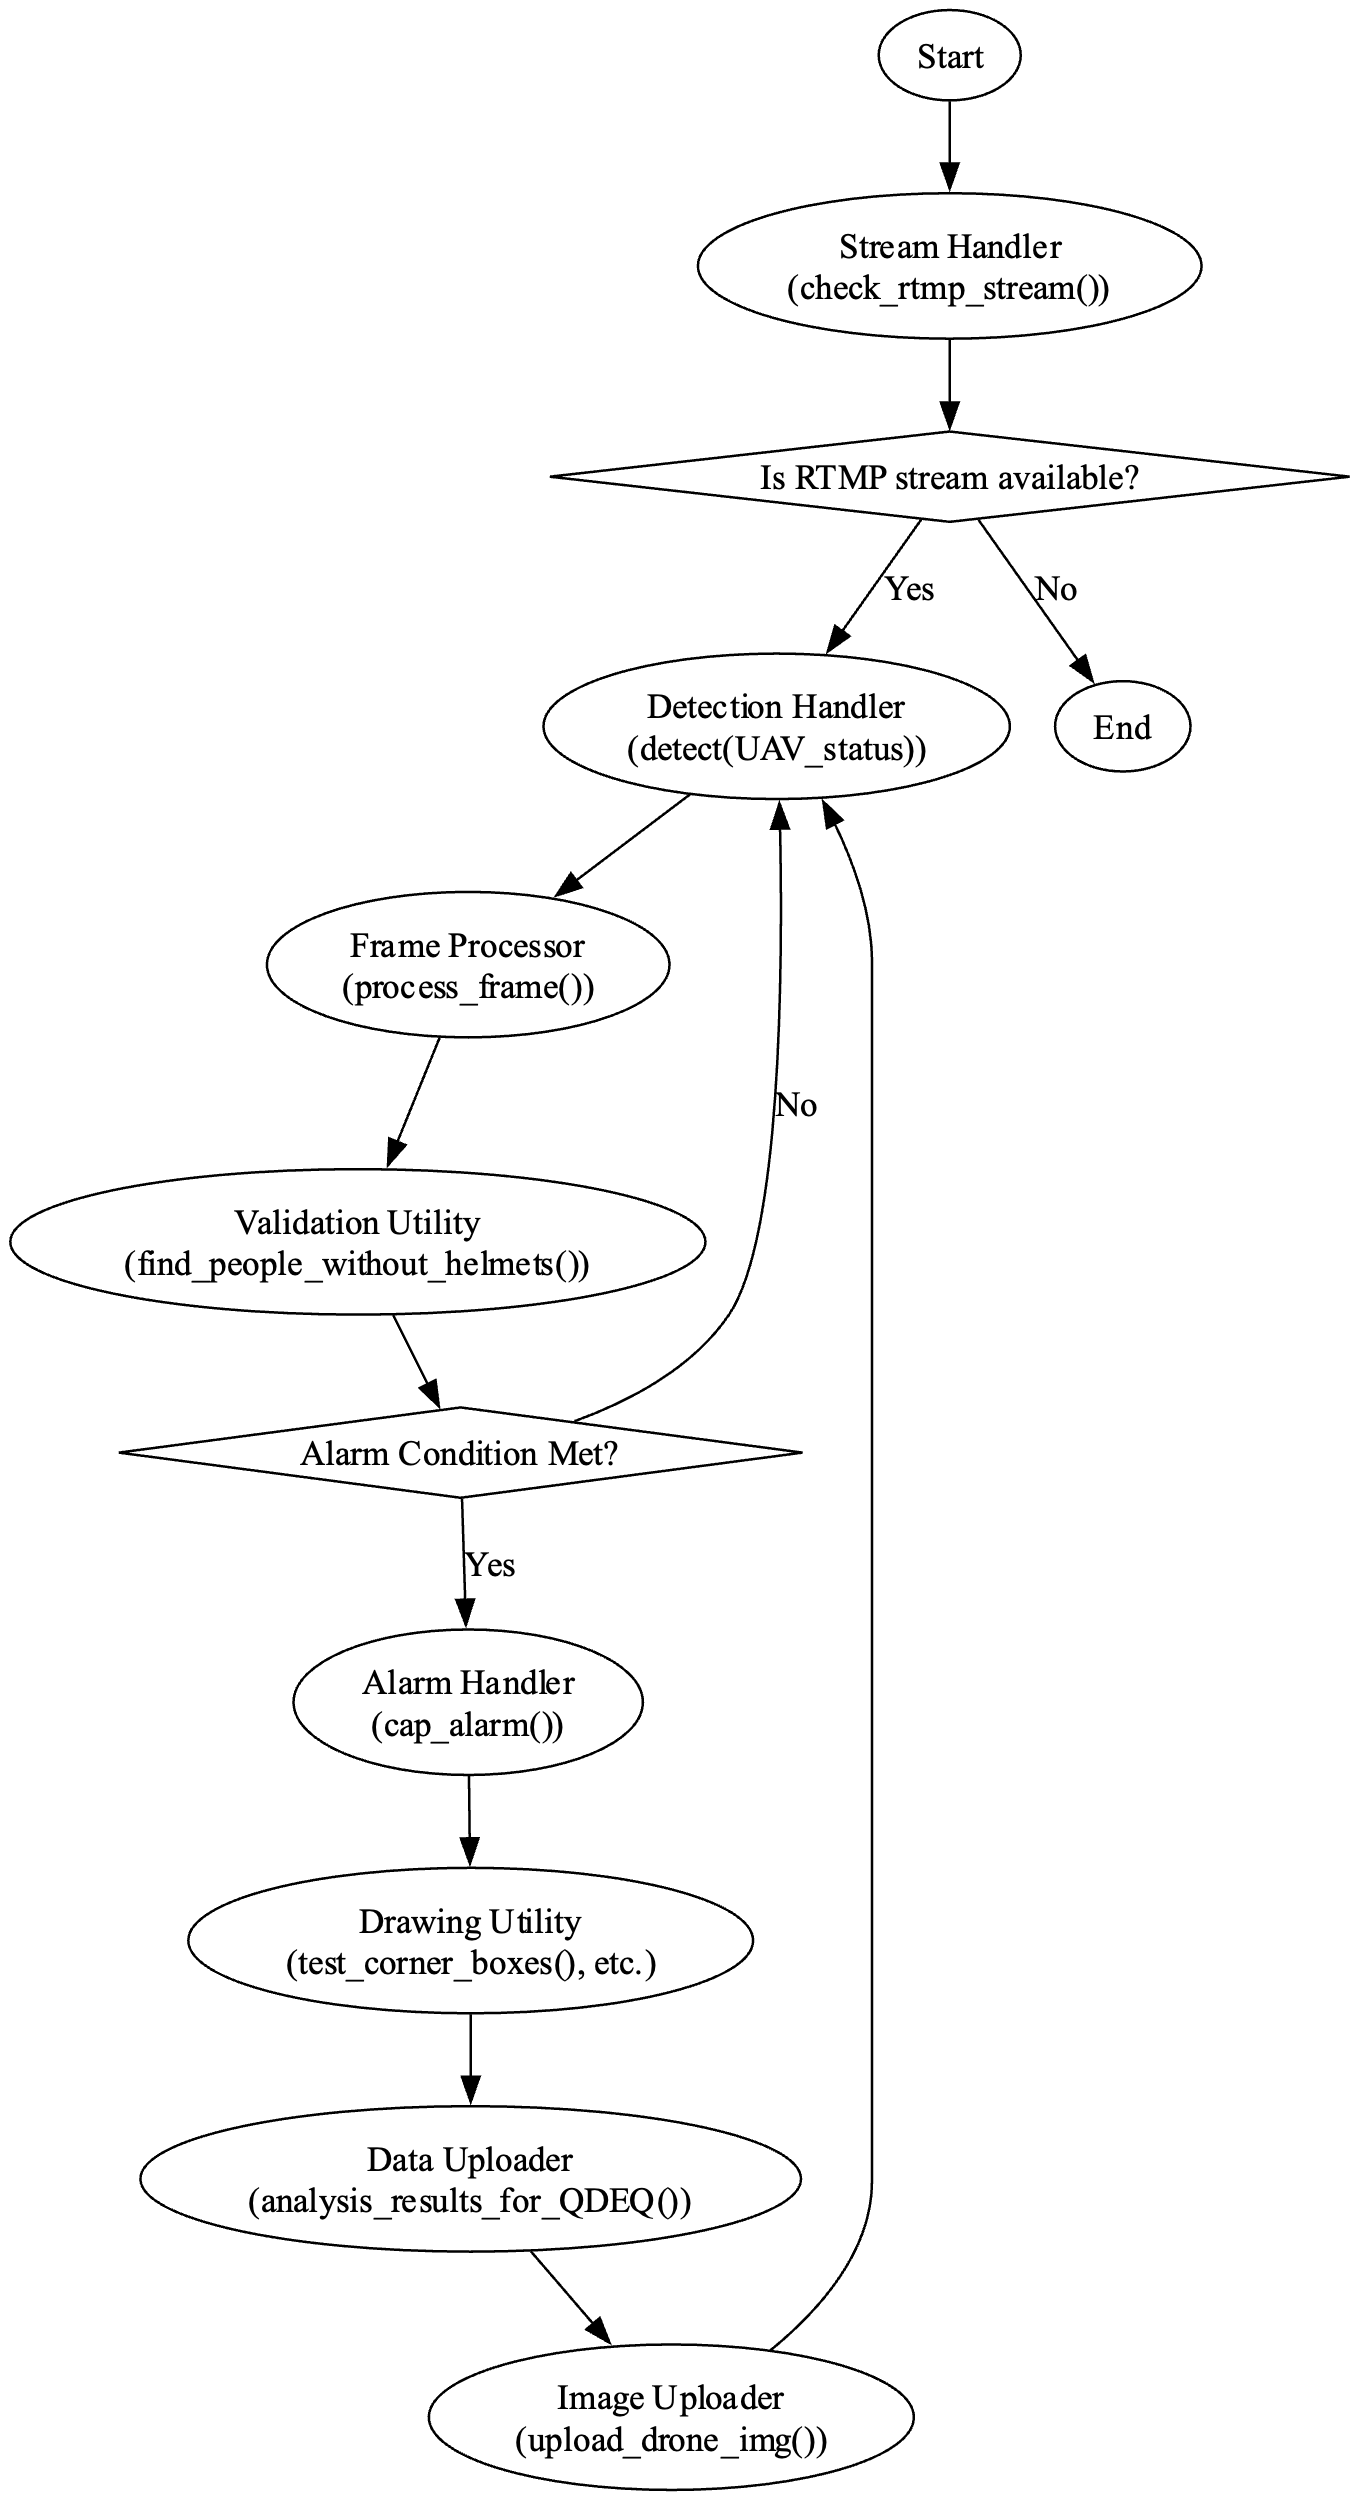 Start
Stream Handler
(check_rtmp_stream())
Is RTMP stream available?
Yes
No
Detection Handler
(detect(UAV_status))
End
Frame Processor
(process_frame())
No
Validation Utility
(find_people_without_helmets())
Alarm Condition Met?
Yes
Alarm Handler
(cap_alarm())
Drawing Utility
(test_corner_boxes(), etc.)
Data Uploader
(analysis_results_for_QDEQ())
Image Uploader
(upload_drone_img())